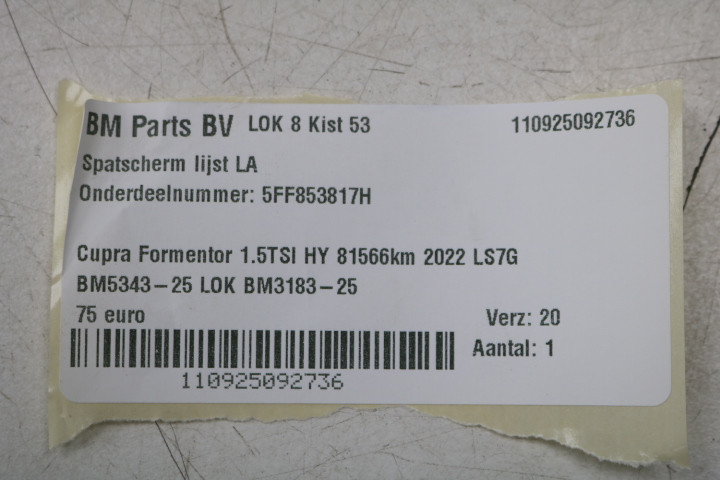 BM Parts BV LOK 8 Kist 53 110925092736
Spatscherm lijst LA
Onderdeelnummer: 5FF853817H
Cupra Formentor 1.5TSI HY 81566km 2022 LS7G
BM5343-25 LOK BM3183-25
75 euro Verz: 20
Aantal: 1
110925092736